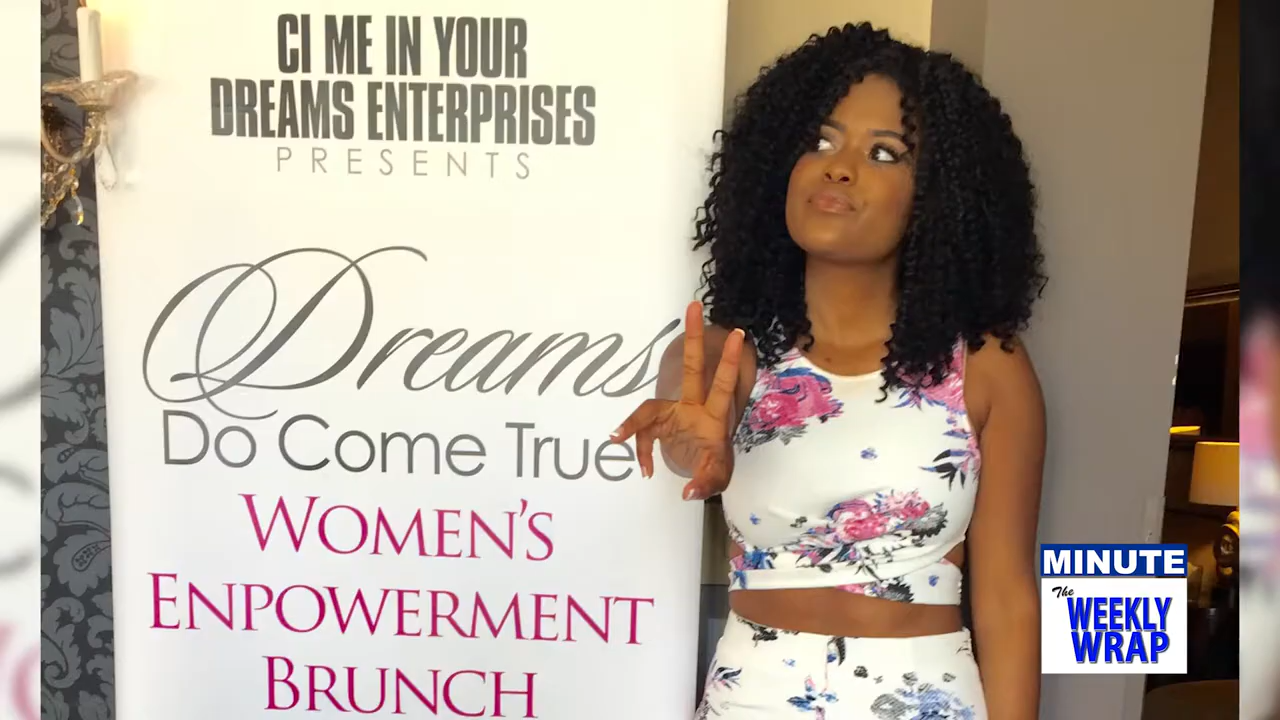 CI ME IN YOUR
DREAMS ENTERPRISES
PRESENTS
Dreams
Do Come True
WOMEN'S
ENPOWERMENT
BRUNCH
MINUTE
The
WEEKLY
WRAP